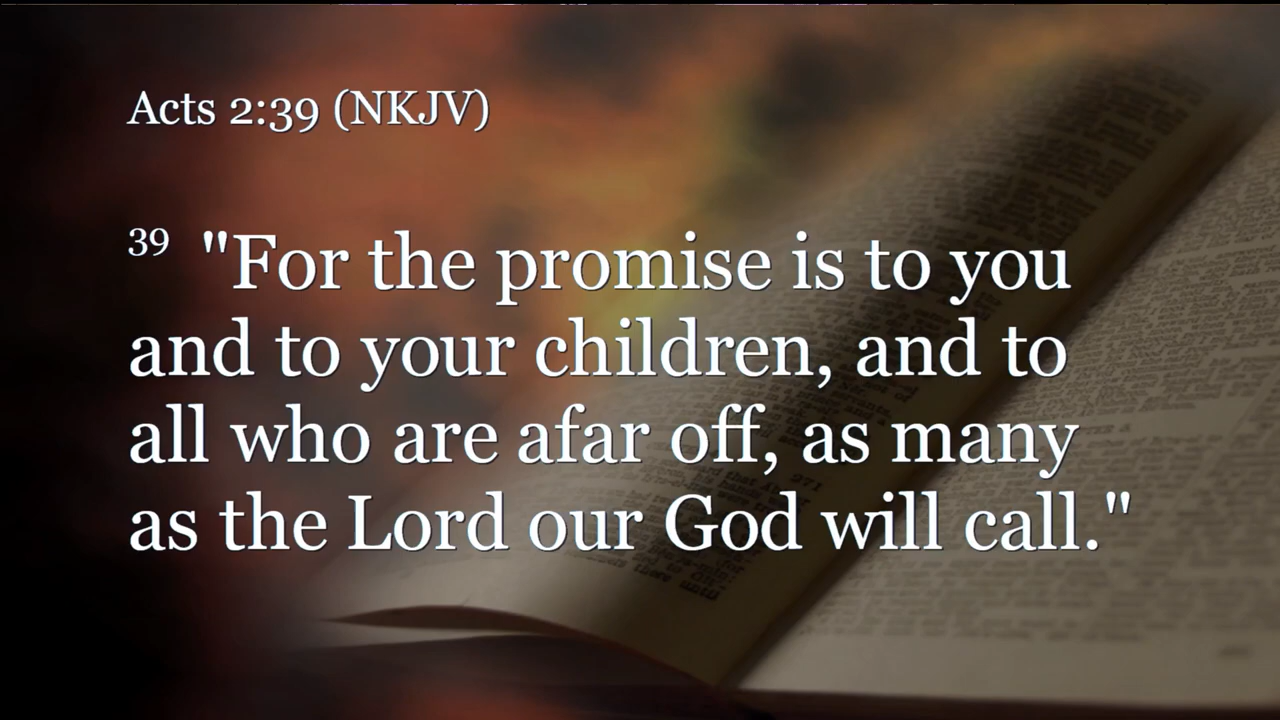 Acts 2:39 (NKJV)
39 "For the promise is to you
and to your children, and to
all who are afar off, as many
as the Lord our God will call."